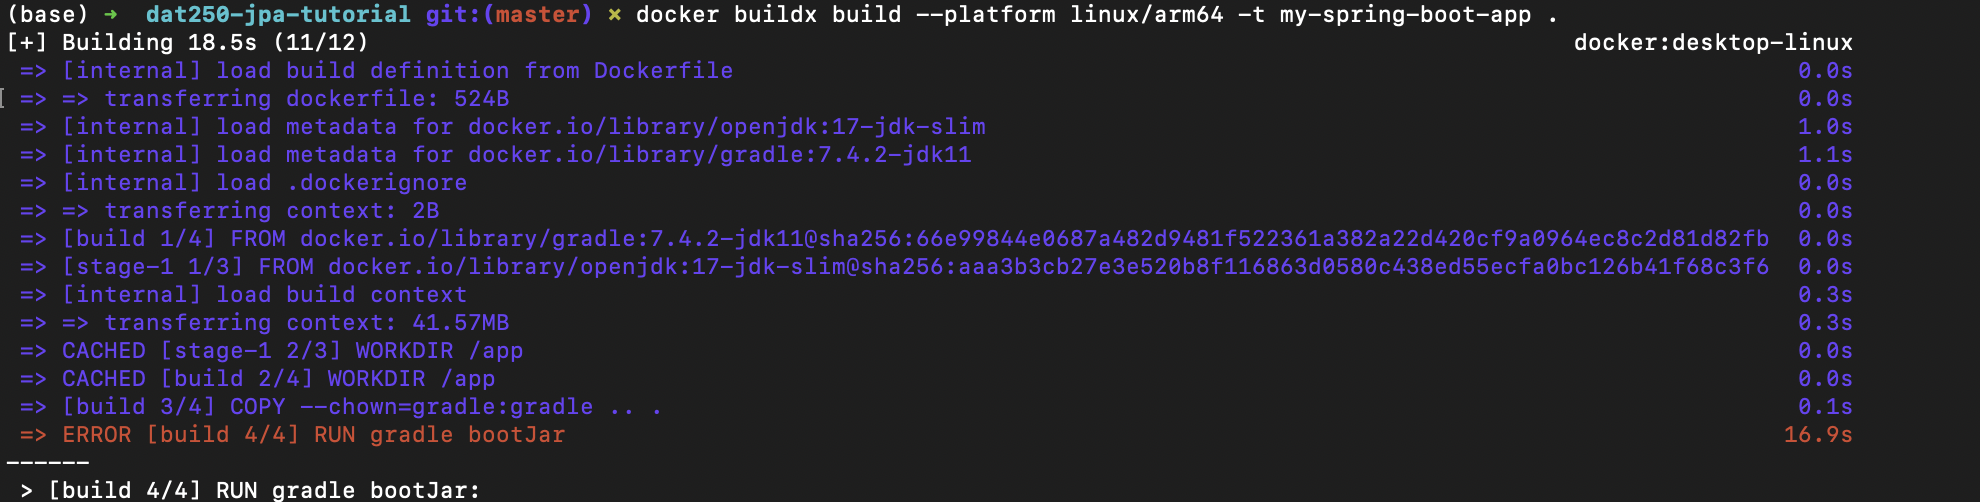 (base) ➜  dat250-jpa-tutorial git:(master) ✗ docker buildx build --platform linux/arm64 -t my-spring-boot-app .
[+] Building 18.5s (11/12) docker:desktop-linux
=> [internal] load build definition from Dockerfile 0.0s
[ => => transferring dockerfile: 524B 0.0s
=> [internal] load metadata for docker.io/library/openjdk:17-jdk-slim 1.0s
=> [internal] load metadata for docker.io/library/gradle:7.4.2-jdk11 1.1s
=> [internal] load .dockerignore 0.0s
=> => transferring context: 2B 0.0s
=> [build 1/4] FROM docker.io/library/gradle:7.4.2-jdk11@sha256:66e99844e0687a482d9481f522361a382a22d420cf9a0964ec8c2d81d82fb 0.0s
=> [stage-1 1/3] FROM docker.io/library/openjdk:17-jdk-slim@sha256:aaa3b3cb27e3e520b8f116863d0580c438ed55ecfa0bc126b41f68c3f6 0.0s
=> [internal] load build context 0.3s
=> => transferring context: 41.57MB 0.3s
=> CACHED [stage-1 2/3] WORKDIR /app 0.0s
=> CACHED [build 2/4] WORKDIR /app 0.0s
=> [build 3/4] COPY --chown=gradle:gradle .. . 0.1s
=> ERROR [build 4/4] RUN gradle bootJar 16.9s
------
> [build 4/4] RUN gradle bootJar: